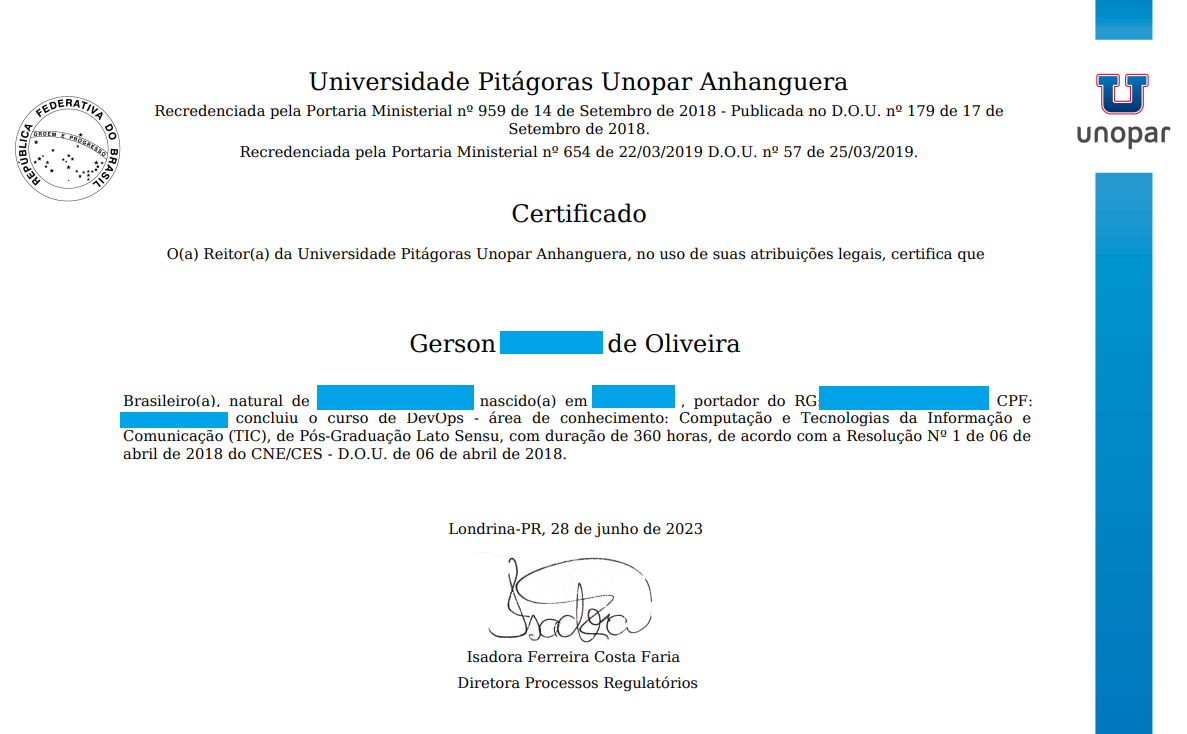 Universidade Pitágoras Unopar Anhanguera
Recredenciada pela Portaria Ministerial nº 959 de 14 de Setembro de 2018 - Publicada no D.O.U. nº 179 de 17 de
Setembro de 2018.
Recredenciada pela Portaria Ministerial nº 654 de 22/03/2019 D.O.U. nº 57 de 25/03/2019.
REPÚBLICA FEDERATIVA DO BRASIL
ORDEM E PROGRESSO
unopar
Certificado
O(a) Reitor(a) da Universidade Pitágoras Unopar Anhanguera, no uso de suas atribuições legais, certifica que
Gerson de Oliveira
Brasileiro(a), natural de nascido(a) em , portador do RG: CPF:
concluiu o curso de DevOps - área de conhecimento: Computação e Tecnologias da Informação e
Comunicação (TIC), de Pós-Graduação Lato Sensu, com duração de 360 horas, de acordo com a Resolução Nº 1 de 06 de
abril de 2018 do CNE/CES - D.O.U. de 06 de abril de 2018.
Londrina-PR, 28 de junho de 2023
Isadora
Isadora Ferreira Costa Faria
Diretora Processos Regulatórios